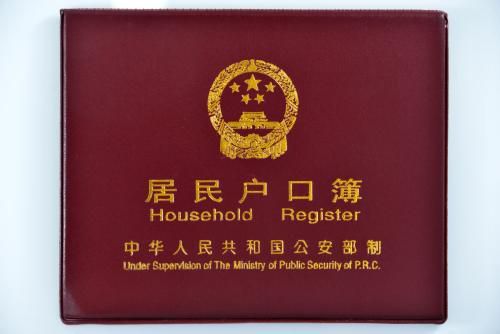 居民户口簿
Household Register
中华人民共和国公安部制
Under Supervision of The Ministry of Public Security of P.R.C.